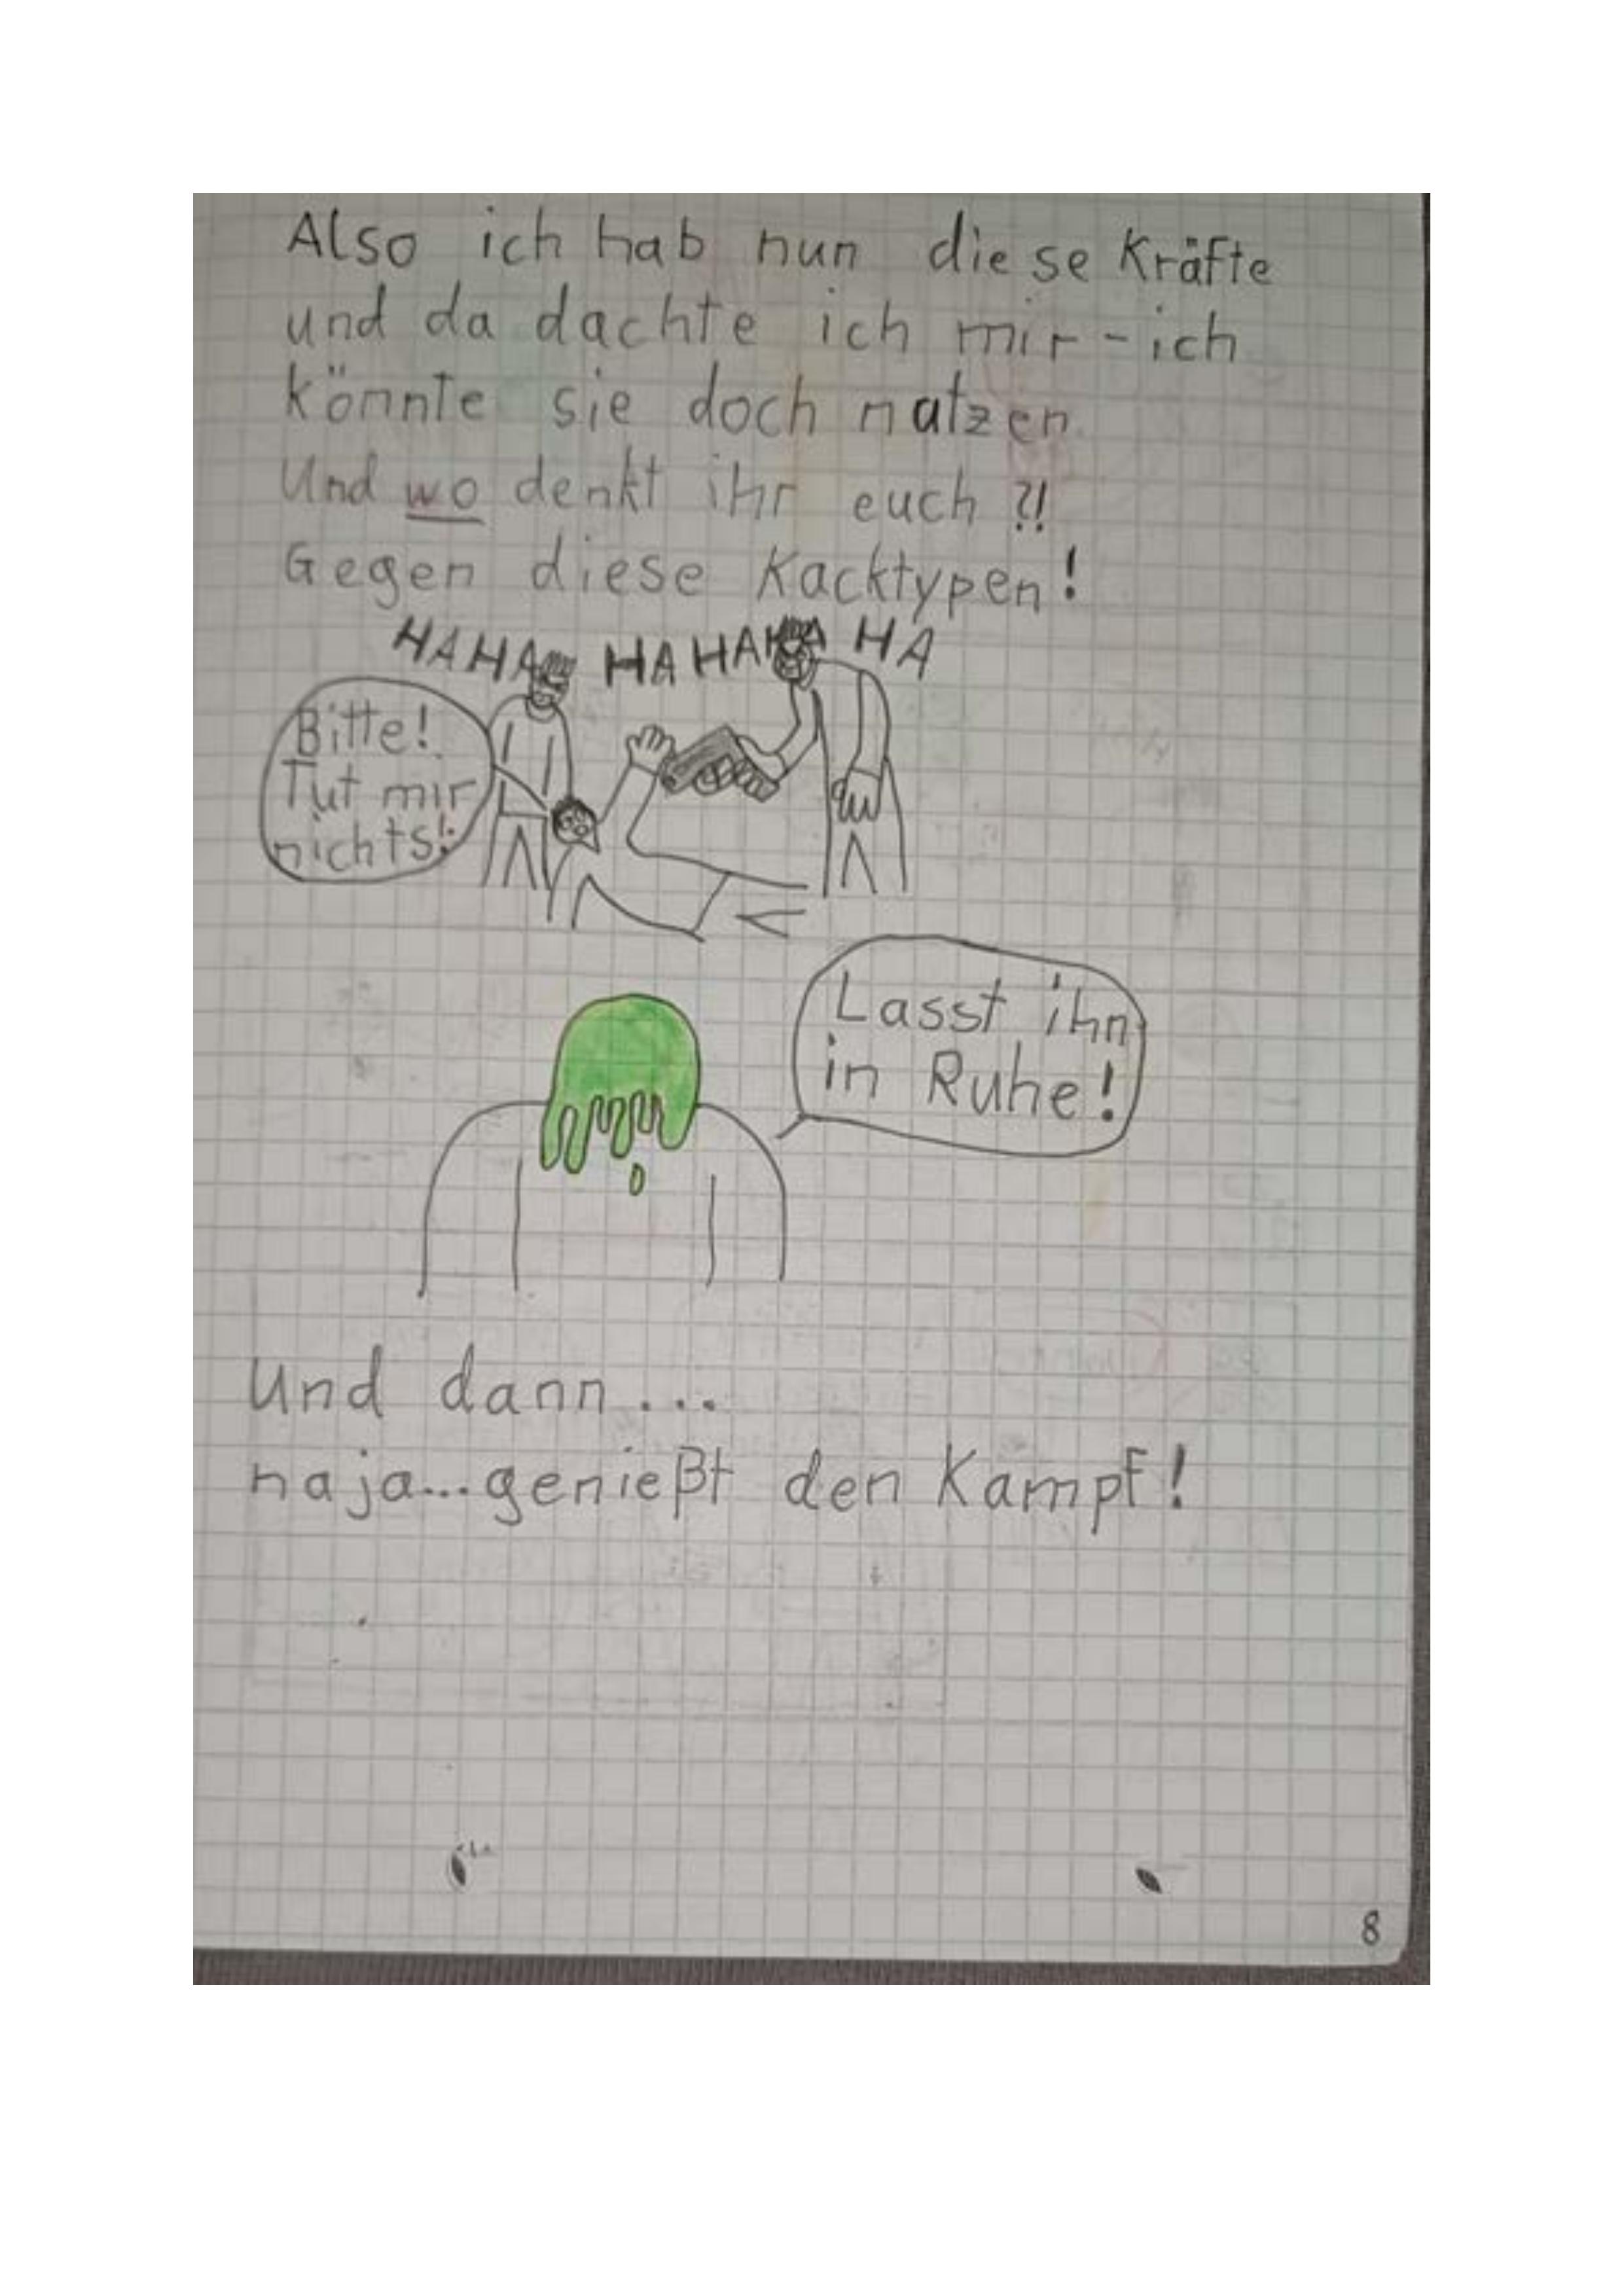 Also ich hab nun diese Kräfte
und da dachte ich mir - ich
könnte sie doch natzen.
Und wo denkt ihr euch ?!
Gegen diese Kacktypen!
HAHA HAHAHA HA
Bitte!
Tut mir
nichts!
Lasst ihn
in Ruhe!
Und dann...
naja...genießt den Kampf!
8